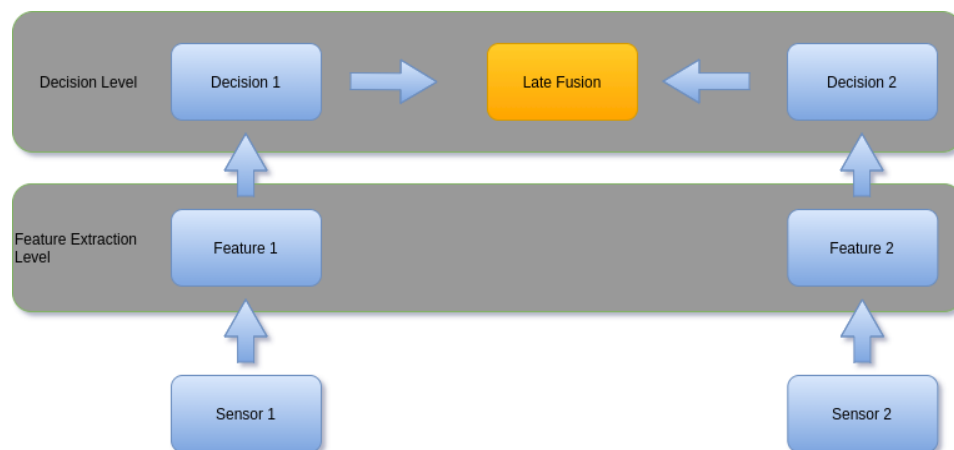 Decision Level
Decision 1
Late Fusion
Decision 2
Feature Extraction
Level
Feature 1
Feature 2
Sensor 1
Sensor 2